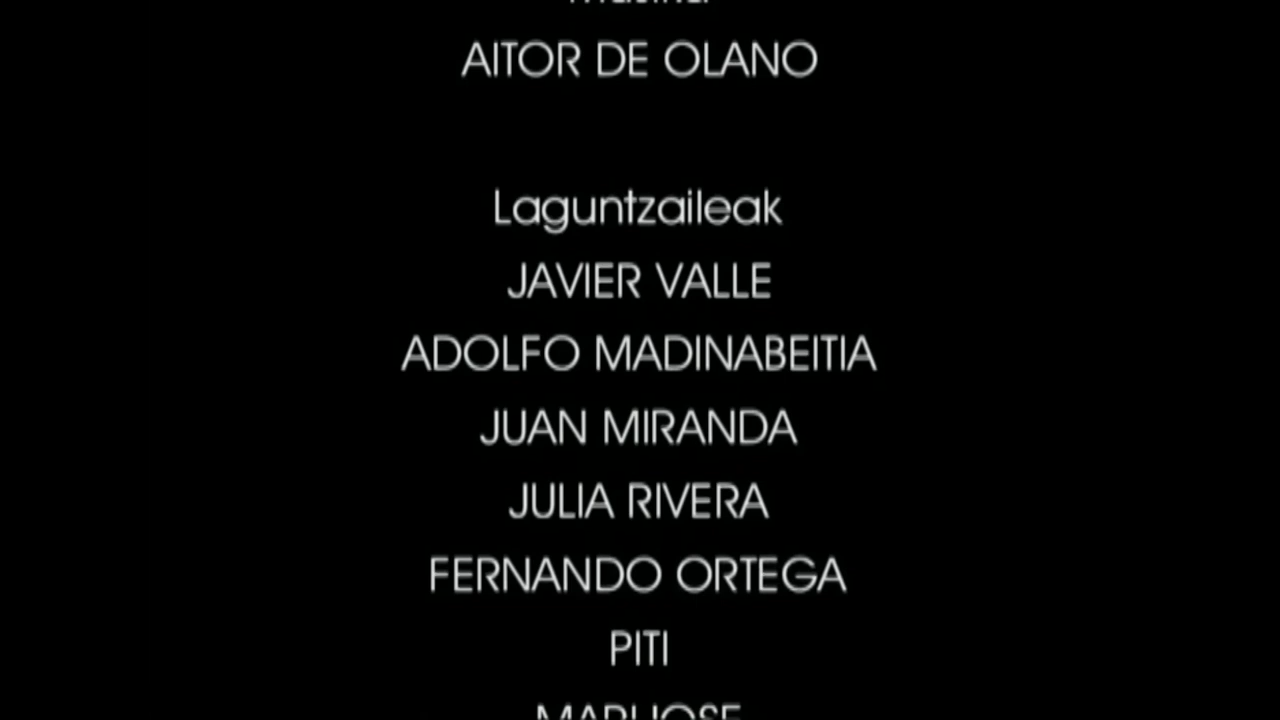 AITOR DE OLANO
Laguntzaileak
JAVIER VALLE
ADOLFO MADINABEITIA
JUAN MIRANDA
JULIA RIVERA
FERNANDO ORTEGA
PITI